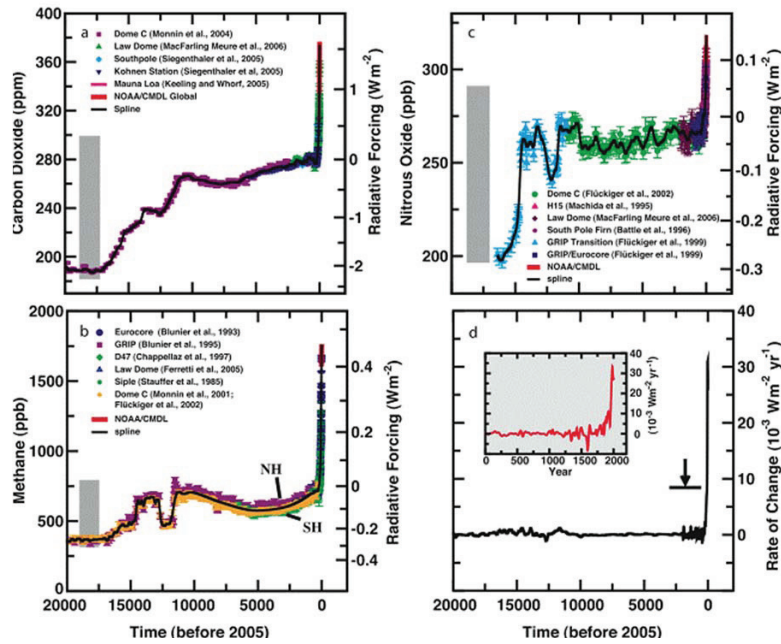 a
Dome C (Monnin et al., 2004)
Law Dome (MacFarling Meure et al., 2006)
Southpole (Siegenthaler et al., 2005)
Kohnen Station (Siegenthaler et al, 2005)
Mauna Loa (Keeling and Whorf, 2005)
NOAA/CMDL Global
Spline
400
360
320
280
240
200
Carbon Dioxide (ppm)
1
0
-1
-2
Radiative Forcing (Wm-2)
c
300
250
200
Nitrous Oxide (ppb)
Dome C (Flückiger et al., 2002)
H15 (Machida et al., 1995)
Law Dome (MacFarling Meure et al., 2006)
South Pole Firn (Battle et al., 1996)
GRIP Transition (Flückiger et al., 1999)
GRIP/Eurocore (Flückiger et al., 1999)
NOAA/CMDL
spline
0.1
0
-0.1
-0.2
-0.3
Radiative Forcing (Wm-2)
b
Eurocore (Blunier et al., 1993)
GRIP (Blunier et al., 1995)
D47 (Chappellaz et al., 1997)
Law Dome (Ferretti et al., 2005)
Siple (Stauffer et al., 1985)
Dome C (Monnin et al., 2001;
Flückiger et al., 2002)
NOAA/CMDL
spline
NH
SH
2000
1750
1500
1000
750
500
250
0
Methane (ppb)
0.4
0.2
0
-0.2
-0.4
Radiative Forcing (Wm-2)
20000 15000 10000 5000 0
Time (before 2005)
d
40
30
20
10
0
(10-3 Wm-2 yr-1)
0 500 1000 1500 2000
Year
40
30
20
10
0
Rate of Change (10-3 Wm-2 yr-1)
20000 15000 10000 5000 0
Time (before 2005)